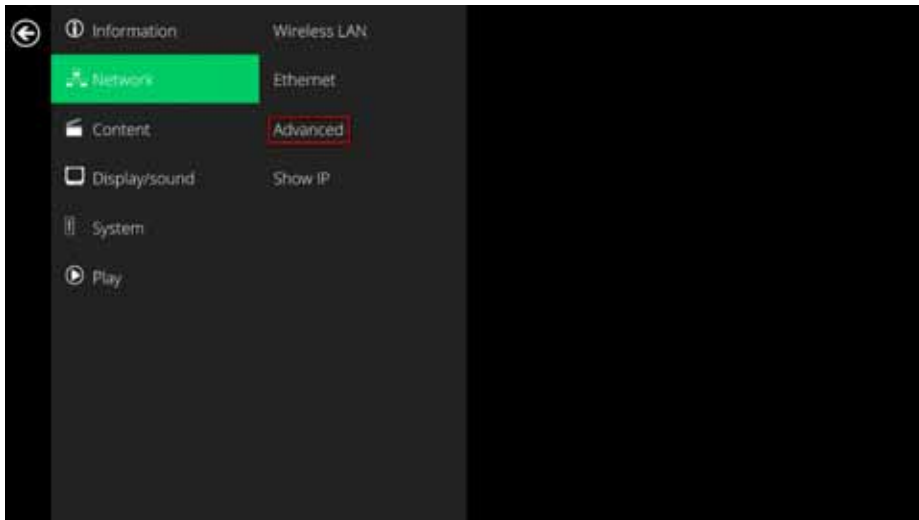 Information
Network
Content
Display/sound
System
Play
Wireless LAN
Ethernet
Advanced
Show IP